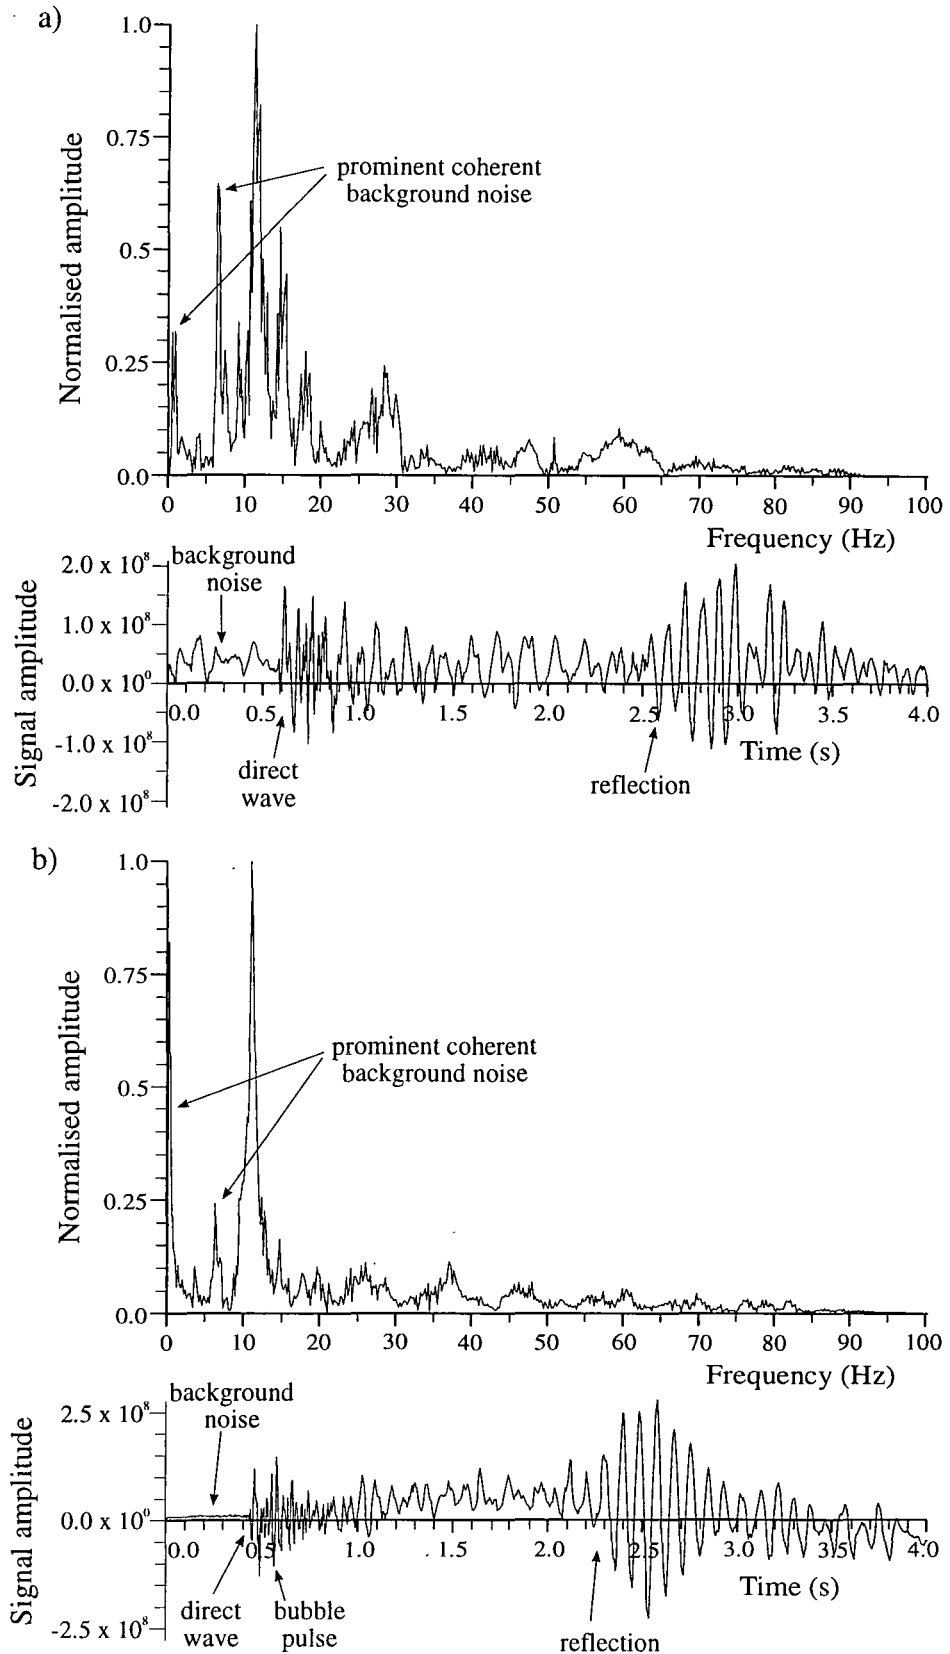 a)
1.0
0.75
0.5
0.25
0.0
Normalised amplitude
prominent coherent
background noise
0 10 20 30 40 50 60 70 80 90 100
Frequency (Hz)
background
noise
2.0 x 10⁸
1.0 x 10⁸
0.0 x 10⁰
-1.0 x 10⁸
-2.0 x 10⁸
Signal amplitude
0.0 0.5 1.0 1.5 2.0 2.5 3.0 3.5 4.0
Time (s)
direct
wave
reflection
b)
1.0
0.75
0.5
0.25
0.0
Normalised amplitude
prominent coherent
background noise
0 10 20 30 40 50 60 70 80 90 100
Frequency (Hz)
background
noise
2.5 x 10⁸
0.0 x 10⁰
-2.5 x 10⁸
Signal amplitude
0.0 0.5 1.0 1.5 2.0 2.5 3.0 3.5 4.0
Time (s)
direct
wave
bubble
pulse
reflection